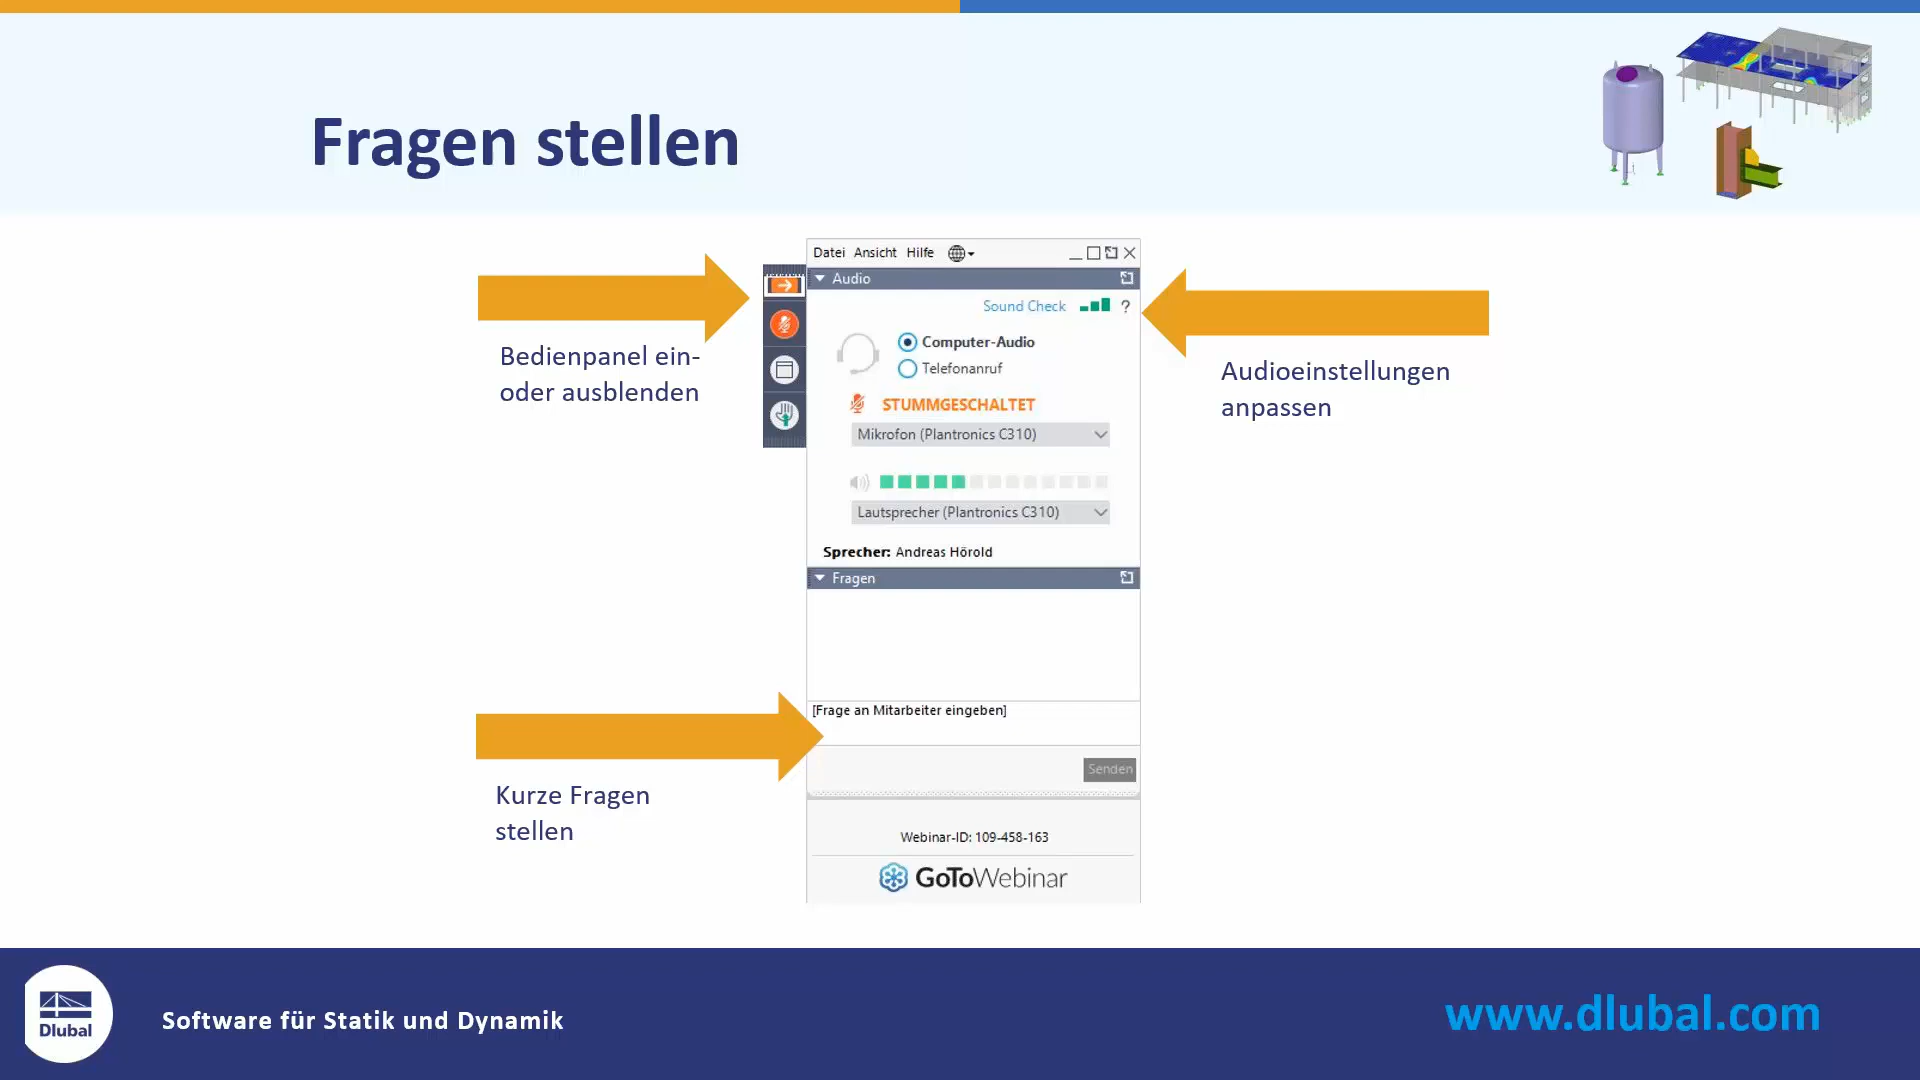 Fragen stellen
Datei Ansicht Hilfe
Audio
Sound Check ?
Computer-Audio
Telefonanruf
STUMMGESCHALTET
Mikrofon (Plantronics C310)
Lautsprecher (Plantronics C310)
Sprecher: Andreas Hörold
Fragen
[Frage an Mitarbeiter eingeben]
Senden
Webinar-ID: 109-458-163
GoToWebinar
Bedienpanel ein-
oder ausblenden
Audioeinstellungen
anpassen
Kurze Fragen
stellen
Dlubal
Software für Statik und Dynamik
www.dlubal.com